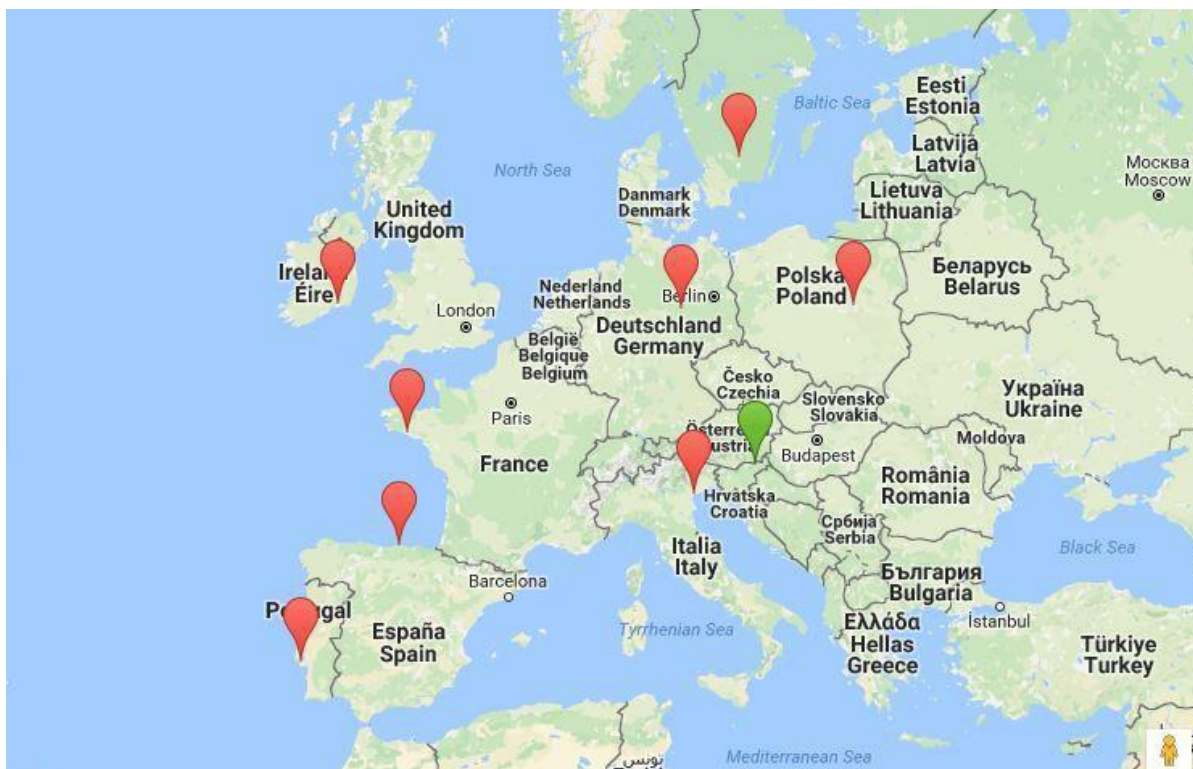 Eesti
Estonia
Baltic Sea
Latvija
Latvia
Москва
Moscow
North Sea
Danmark
Denmark
Lietuva
Lithuania
United
Kingdom
Polska
Poland
Беларусь
Belarus
Éire
Nederland
Netherlands
Berlin
London
Deutschland
Germany
België
Belgique
Belgium
Česko
Czechia
Slovensko
Slovakia
Україна
Ukraine
Paris
Budapest
Moldova
France
România
Romania
Hrvatska
Croatia
Србија
Serbia
Italia
Italy
Black Sea
Barcelona
България
Bulgaria
İstanbul
España
Spain
Tyrrhenian Sea
Ελλάδα
Hellas
Greece
Türkiye
Turkey
تونس
Mediterranean Sea